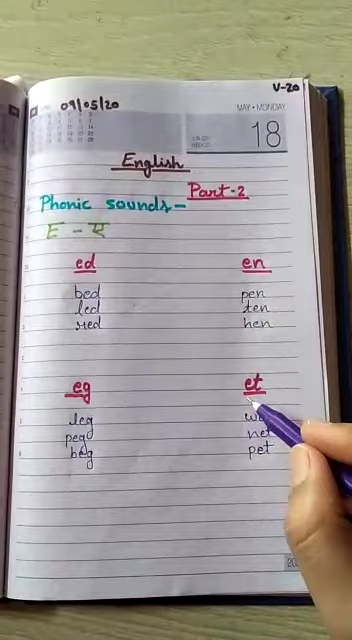 V-20
09/05/20
MAY • MONDAY
18
English
Part-2
Phonic sounds-
E - ए
ed en
bed pen
led ten
red hen
eg et
leg
peg net
beg pet